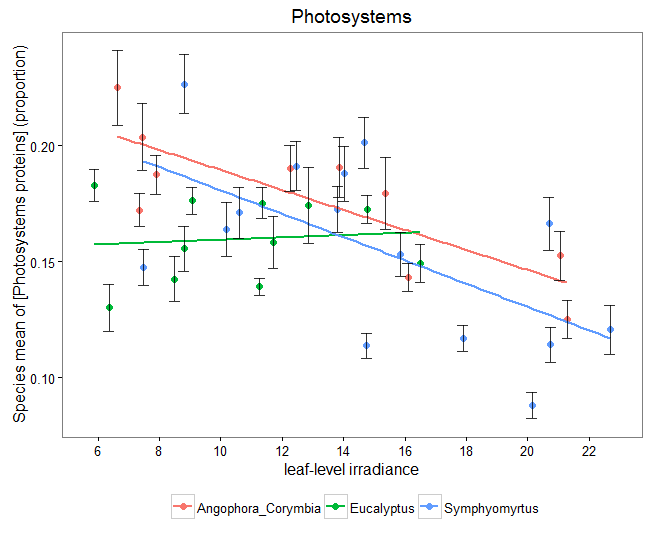 Photosystems
Species mean of [Photosystems proteins] (proportion)
0.20
0.15
0.10
6 8 10 12 14 16 18 20 22
leaf-level irradiance
Angophora_Corymbia Eucalyptus Symphyomyrtus